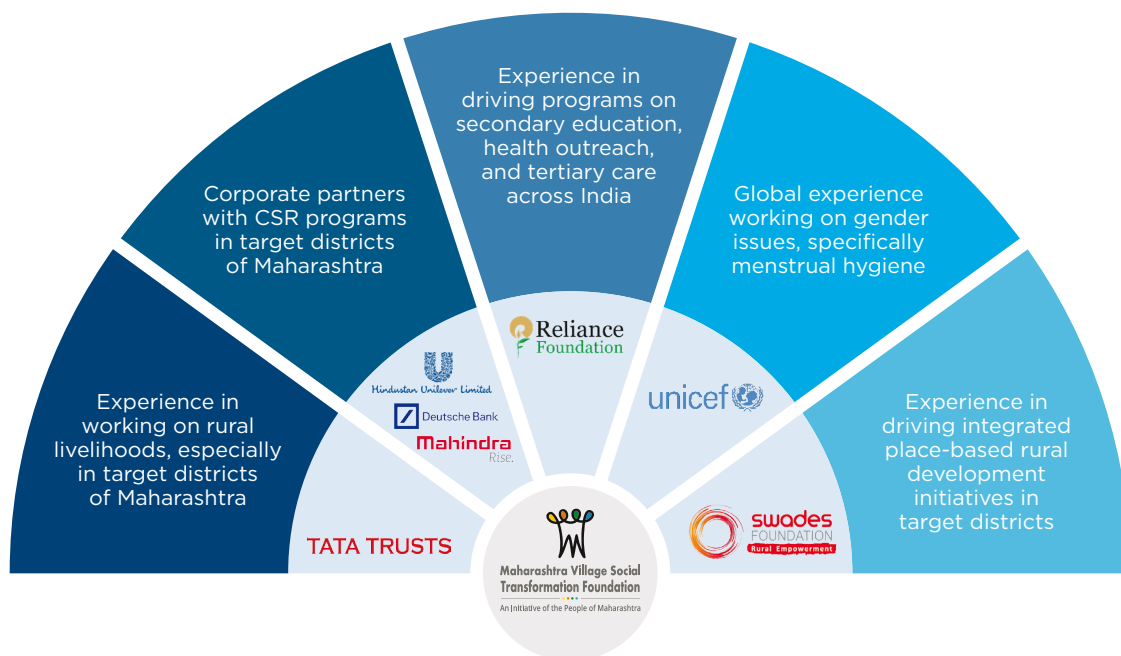 Experience in
working on rural
livelihoods, especially
in target districts
of Maharashtra
TATA TRUSTS
Corporate partners
with CSR programs
in target districts
of Maharashtra
Hindustan Unilever Limited
Deutsche Bank
Mahindra
Rise.
Experience in
driving programs on
secondary education,
health outreach,
and tertiary care
across India
Reliance
Foundation
Global experience
working on gender
issues, specifically
menstrual hygiene
unicef
Experience in
driving integrated
place-based rural
development
initiatives in
target districts
swades
FOUNDATION
Rural Empowerment
Maharashtra Village Social
Transformation Foundation
An Initiative of the People of Maharashtra